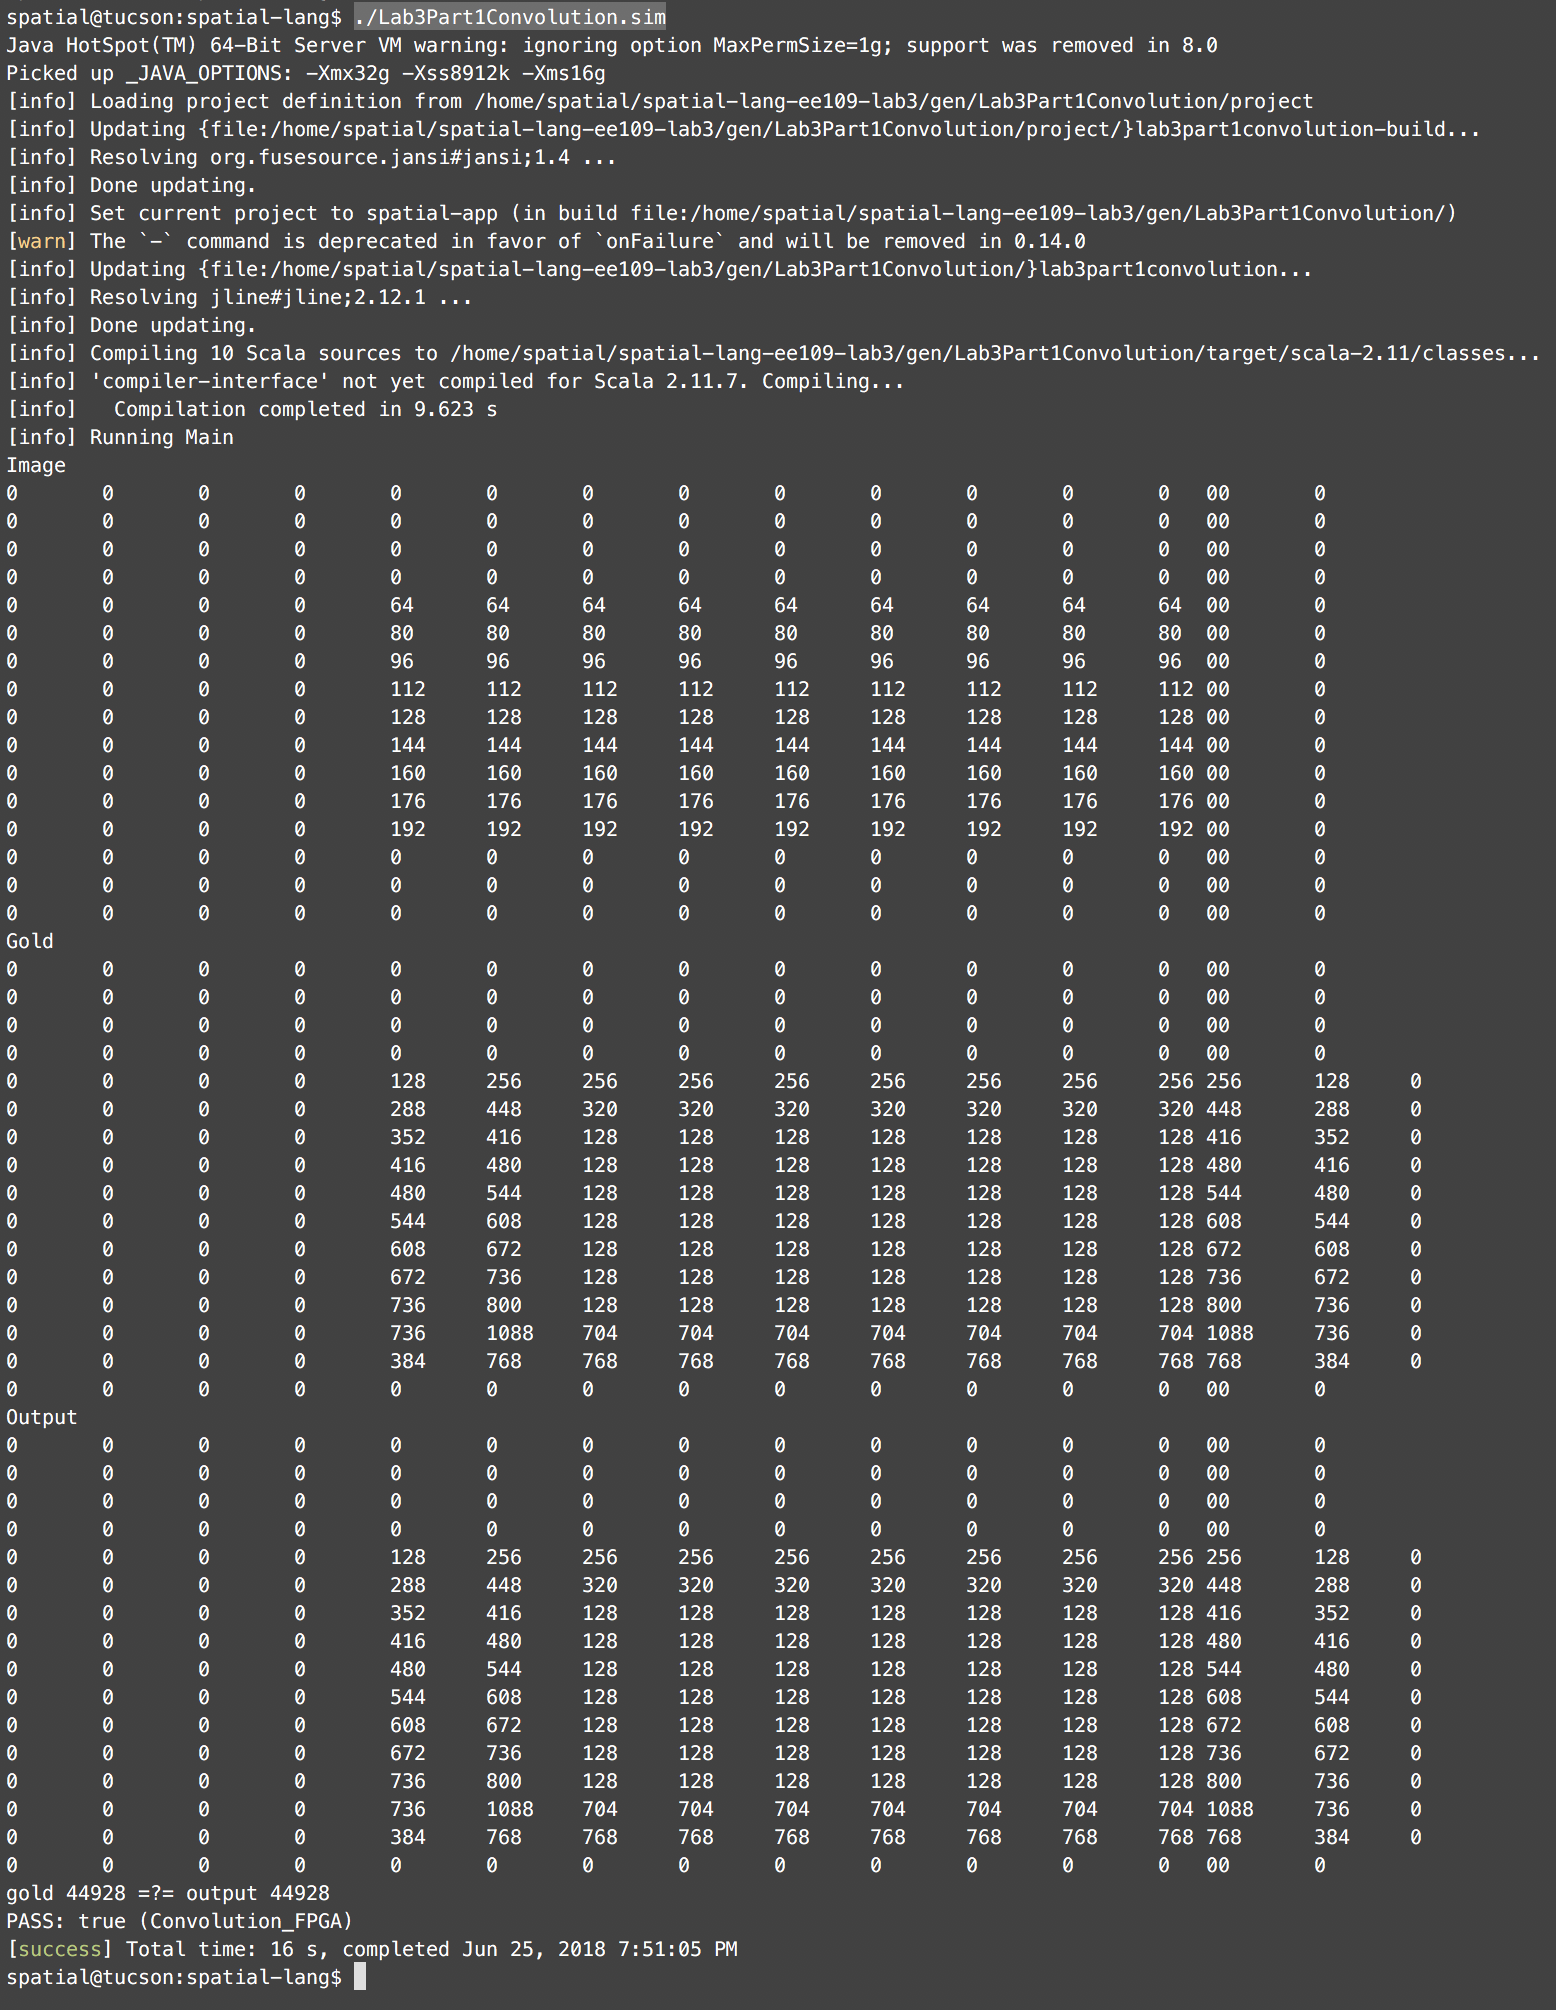 spatial@tucson:spatial-lang$ ./Lab3Part1Convolution.sim
Java HotSpot(TM) 64-Bit Server VM warning: ignoring option MaxPermSize=1g; support was removed in 8.0
Picked up _JAVA_OPTIONS: -Xmx32g -Xss8912k -Xms16g
[info] Loading project definition from /home/spatial/spatial-lang-ee109-lab3/gen/Lab3Part1Convolution/project
[info] Updating {file:/home/spatial/spatial-lang-ee109-lab3/gen/Lab3Part1Convolution/project/}lab3part1convolution-build...
[info] Resolving org.fusesource.jansi#jansi;1.4 ...
[info] Done updating.
[info] Set current project to spatial-app (in build file:/home/spatial/spatial-lang-ee109-lab3/gen/Lab3Part1Convolution/)
[warn] The `-` command is deprecated in favor of `onFailure` and will be removed in 0.14.0
[info] Updating {file:/home/spatial/spatial-lang-ee109-lab3/gen/Lab3Part1Convolution/}lab3part1convolution...
[info] Resolving jline#jline;2.12.1 ...
[info] Done updating.
[info] Compiling 10 Scala sources to /home/spatial/spatial-lang-ee109-lab3/gen/Lab3Part1Convolution/target/scala-2.11/classes...
[info] 'compiler-interface' not yet compiled for Scala 2.11.7. Compiling...
[info]   Compilation completed in 9.623 s
[info] Running Main
Image
0 0 0 0 0 0 0 0 0 0 0 0 0 00 0
0 0 0 0 0 0 0 0 0 0 0 0 0 00 0
0 0 0 0 0 0 0 0 0 0 0 0 0 00 0
0 0 0 0 0 0 0 0 0 0 0 0 0 00 0
0 0 0 0 64 64 64 64 64 64 64 64 64 00 0
0 0 0 0 80 80 80 80 80 80 80 80 80 00 0
0 0 0 0 96 96 96 96 96 96 96 96 96 00 0
0 0 0 0 112 112 112 112 112 112 112 112 112 00 0
0 0 0 0 128 128 128 128 128 128 128 128 128 00 0
0 0 0 0 144 144 144 144 144 144 144 144 144 00 0
0 0 0 0 160 160 160 160 160 160 160 160 160 00 0
0 0 0 0 176 176 176 176 176 176 176 176 176 00 0
0 0 0 0 192 192 192 192 192 192 192 192 192 00 0
0 0 0 0 0 0 0 0 0 0 0 0 0 00 0
0 0 0 0 0 0 0 0 0 0 0 0 0 00 0
0 0 0 0 0 0 0 0 0 0 0 0 0 00 0
Gold
0 0 0 0 0 0 0 0 0 0 0 0 0 00 0
0 0 0 0 0 0 0 0 0 0 0 0 0 00 0
0 0 0 0 0 0 0 0 0 0 0 0 0 00 0
0 0 0 0 0 0 0 0 0 0 0 0 0 00 0
0 0 0 0 128 256 256 256 256 256 256 256 256 256 128 0
0 0 0 0 288 448 320 320 320 320 320 320 320 448 288 0
0 0 0 0 352 416 128 128 128 128 128 128 128 416 352 0
0 0 0 0 416 480 128 128 128 128 128 128 128 480 416 0
0 0 0 0 480 544 128 128 128 128 128 128 128 544 480 0
0 0 0 0 544 608 128 128 128 128 128 128 128 608 544 0
0 0 0 0 608 672 128 128 128 128 128 128 128 672 608 0
0 0 0 0 672 736 128 128 128 128 128 128 128 736 672 0
0 0 0 0 736 800 128 128 128 128 128 128 128 800 736 0
0 0 0 0 736 1088 704 704 704 704 704 704 704 1088 736 0
0 0 0 0 384 768 768 768 768 768 768 768 768 768 384 0
0 0 0 0 0 0 0 0 0 0 0 0 0 00 0
Output
0 0 0 0 0 0 0 0 0 0 0 0 0 00 0
0 0 0 0 0 0 0 0 0 0 0 0 0 00 0
0 0 0 0 0 0 0 0 0 0 0 0 0 00 0
0 0 0 0 0 0 0 0 0 0 0 0 0 00 0
0 0 0 0 128 256 256 256 256 256 256 256 256 256 128 0
0 0 0 0 288 448 320 320 320 320 320 320 320 448 288 0
0 0 0 0 352 416 128 128 128 128 128 128 128 416 352 0
0 0 0 0 416 480 128 128 128 128 128 128 128 480 416 0
0 0 0 0 480 544 128 128 128 128 128 128 128 544 480 0
0 0 0 0 544 608 128 128 128 128 128 128 128 608 544 0
0 0 0 0 608 672 128 128 128 128 128 128 128 672 608 0
0 0 0 0 672 736 128 128 128 128 128 128 128 736 672 0
0 0 0 0 736 800 128 128 128 128 128 128 128 800 736 0
0 0 0 0 736 1088 704 704 704 704 704 704 704 1088 736 0
0 0 0 0 384 768 768 768 768 768 768 768 768 768 384 0
0 0 0 0 0 0 0 0 0 0 0 0 0 00 0
gold 44928 =?= output 44928
PASS: true (Convolution_FPGA)
[success] Total time: 16 s, completed Jun 25, 2018 7:51:05 PM
spatial@tucson:spatial-lang$